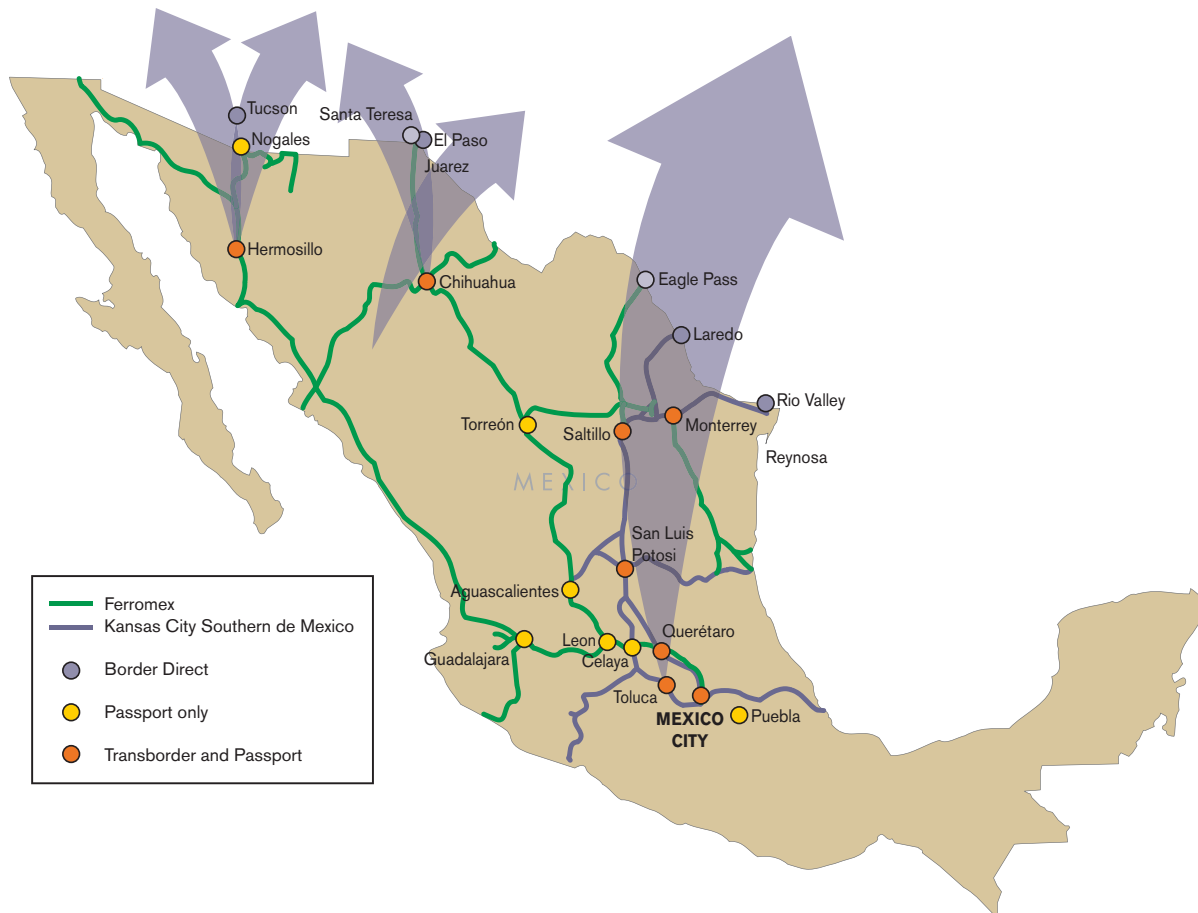 Tucson
Santa Teresa
Nogales
El Paso
Juarez
Hermosillo
Chihuahua
Eagle Pass
Laredo
Rio Valley
Torreón
Saltillo
Monterrey
Reynosa
MEXICO
San Luis
Potosi
Aguascalientes
Leon
Querétaro
Guadalajara
Celaya
Toluca
MEXICO
CITY
Puebla
Ferromex
Kansas City Southern de Mexico
Border Direct
Passport only
Transborder and Passport